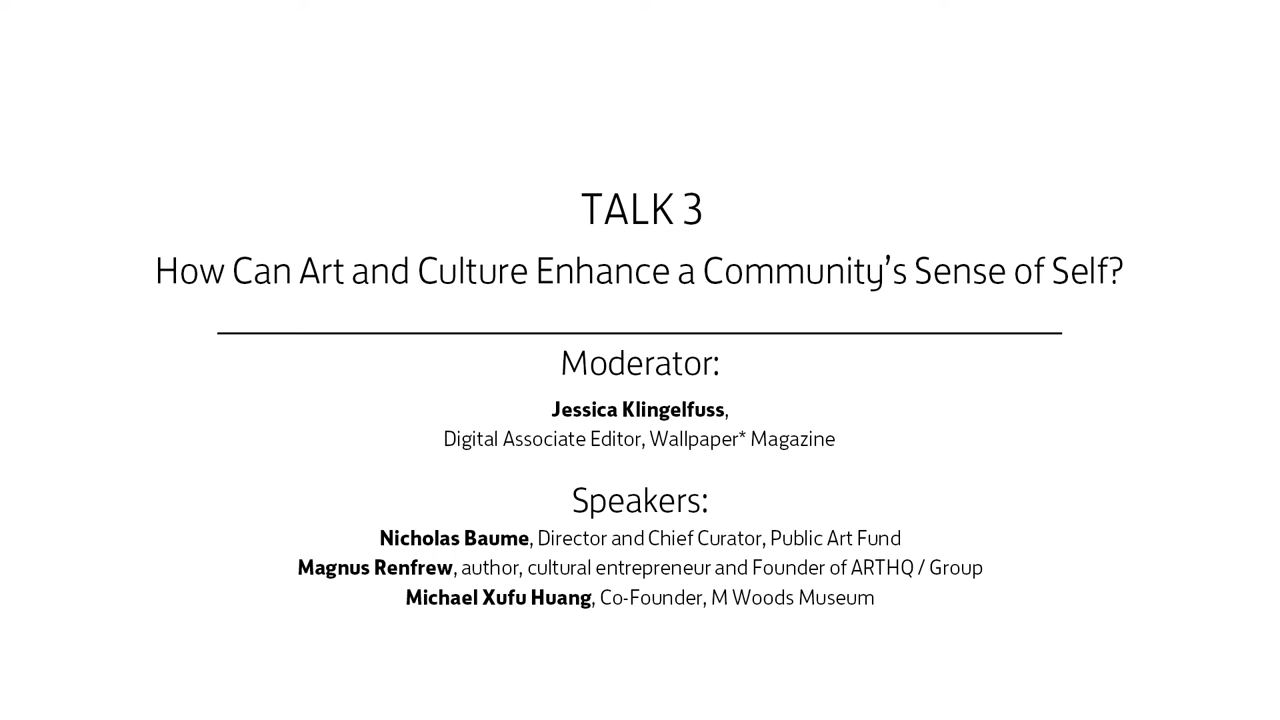 TALK 3
How Can Art and Culture Enhance a Community’s Sense of Self?
Moderator:
Jessica Klingelfuss,
Digital Associate Editor, Wallpaper* Magazine
Speakers:
Nicholas Baume, Director and Chief Curator, Public Art Fund
Magnus Renfrew, author, cultural entrepreneur and Founder of ARTHQ / Group
Michael Xufu Huang, Co-Founder, M Woods Museum